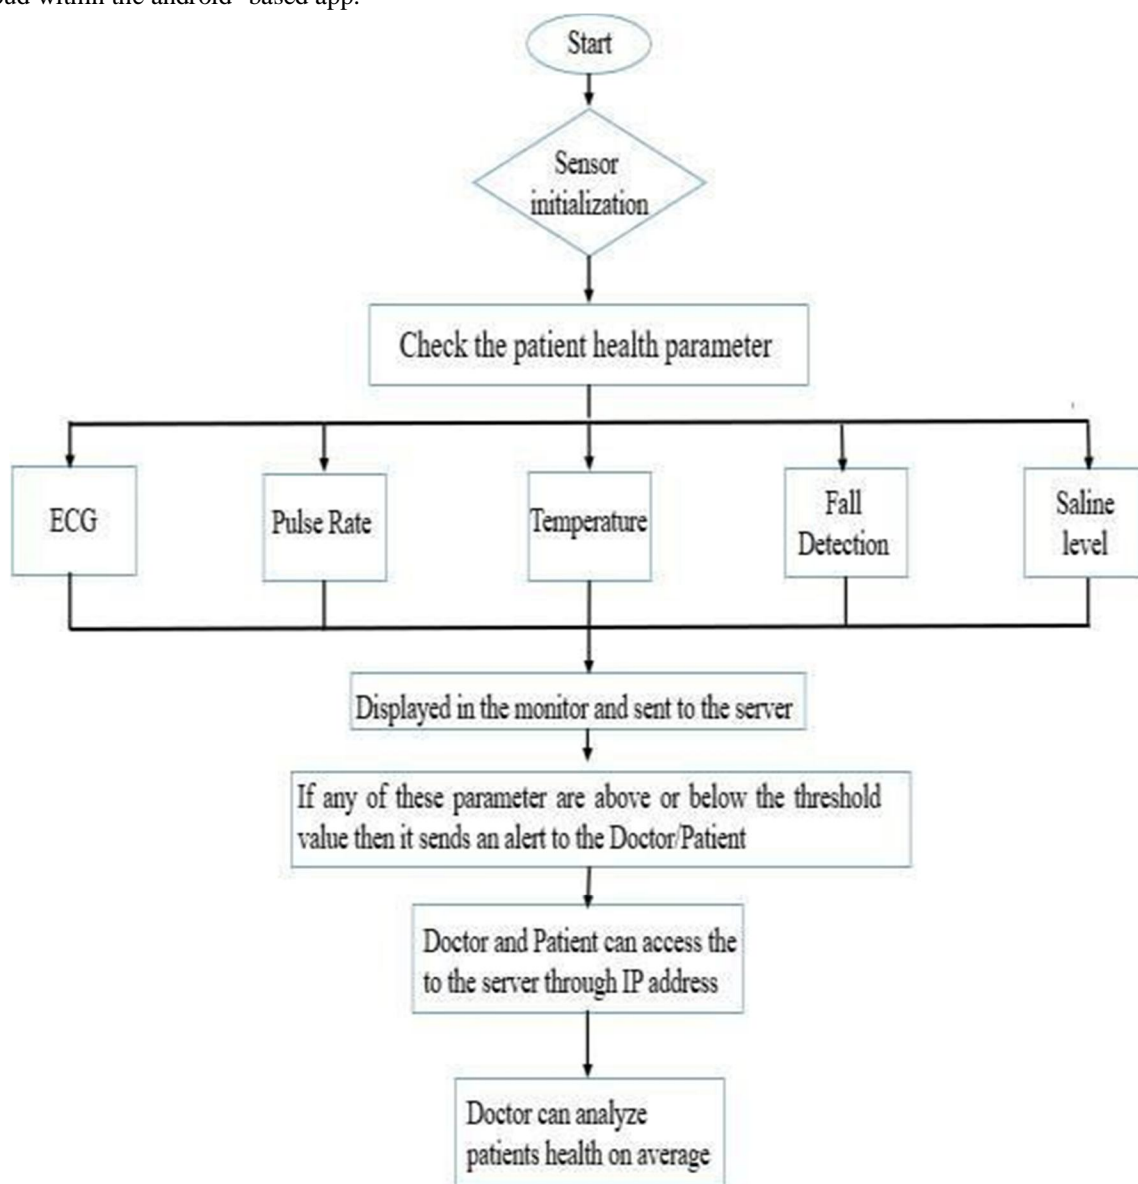 within the android based app.
Start
Sensor
initialization
Check the patient health parameter
ECG
Pulse Rate
Temperature
Fall
Detection
Saline
level
Displayed in the monitor and sent to the server
If any of these parameter are above or below the threshold
value then it sends an alert to the Doctor/Patient
Doctor and Patient can access the
to the server through IP address
Doctor can analyze
patients health on average